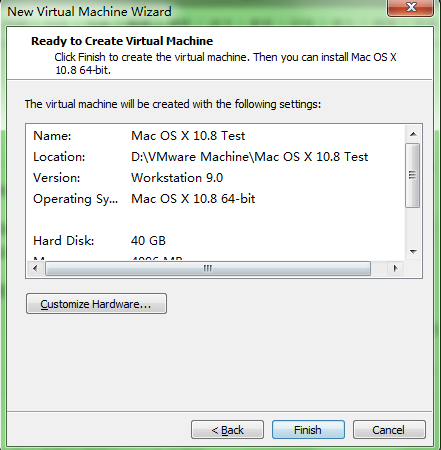 New Virtual Machine Wizard
Ready to Create Virtual Machine
Click Finish to create the virtual machine. Then you can install Mac OS X
10.8 64-bit.
The virtual machine will be created with the following settings:
Name: Mac OS X 10.8 Test
Location: D:\VMware Machine\Mac OS X 10.8 Test
Version: Workstation 9.0
Operating Sy... Mac OS X 10.8 64-bit
Hard Disk: 40 GB
Customize Hardware...
< Back Finish Cancel